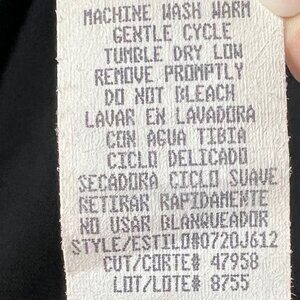 MACHINE WASH WARM
GENTLE CYCLE
TUMBLE DRY LOW
REMOVE PROMPTLY
DO NOT BLEACH
LAVAR EN LAVADORA
CON AGUA TIBIA
CICLO DELICADO
SECADORA CICLO SUAVE
RETIRAR RAPIDAMENTE
NO USAR BLANQUEADOR
STYLE/ESTILO#0720J612
CUT/CORTE# 47958
LOT/LOTE# 8755